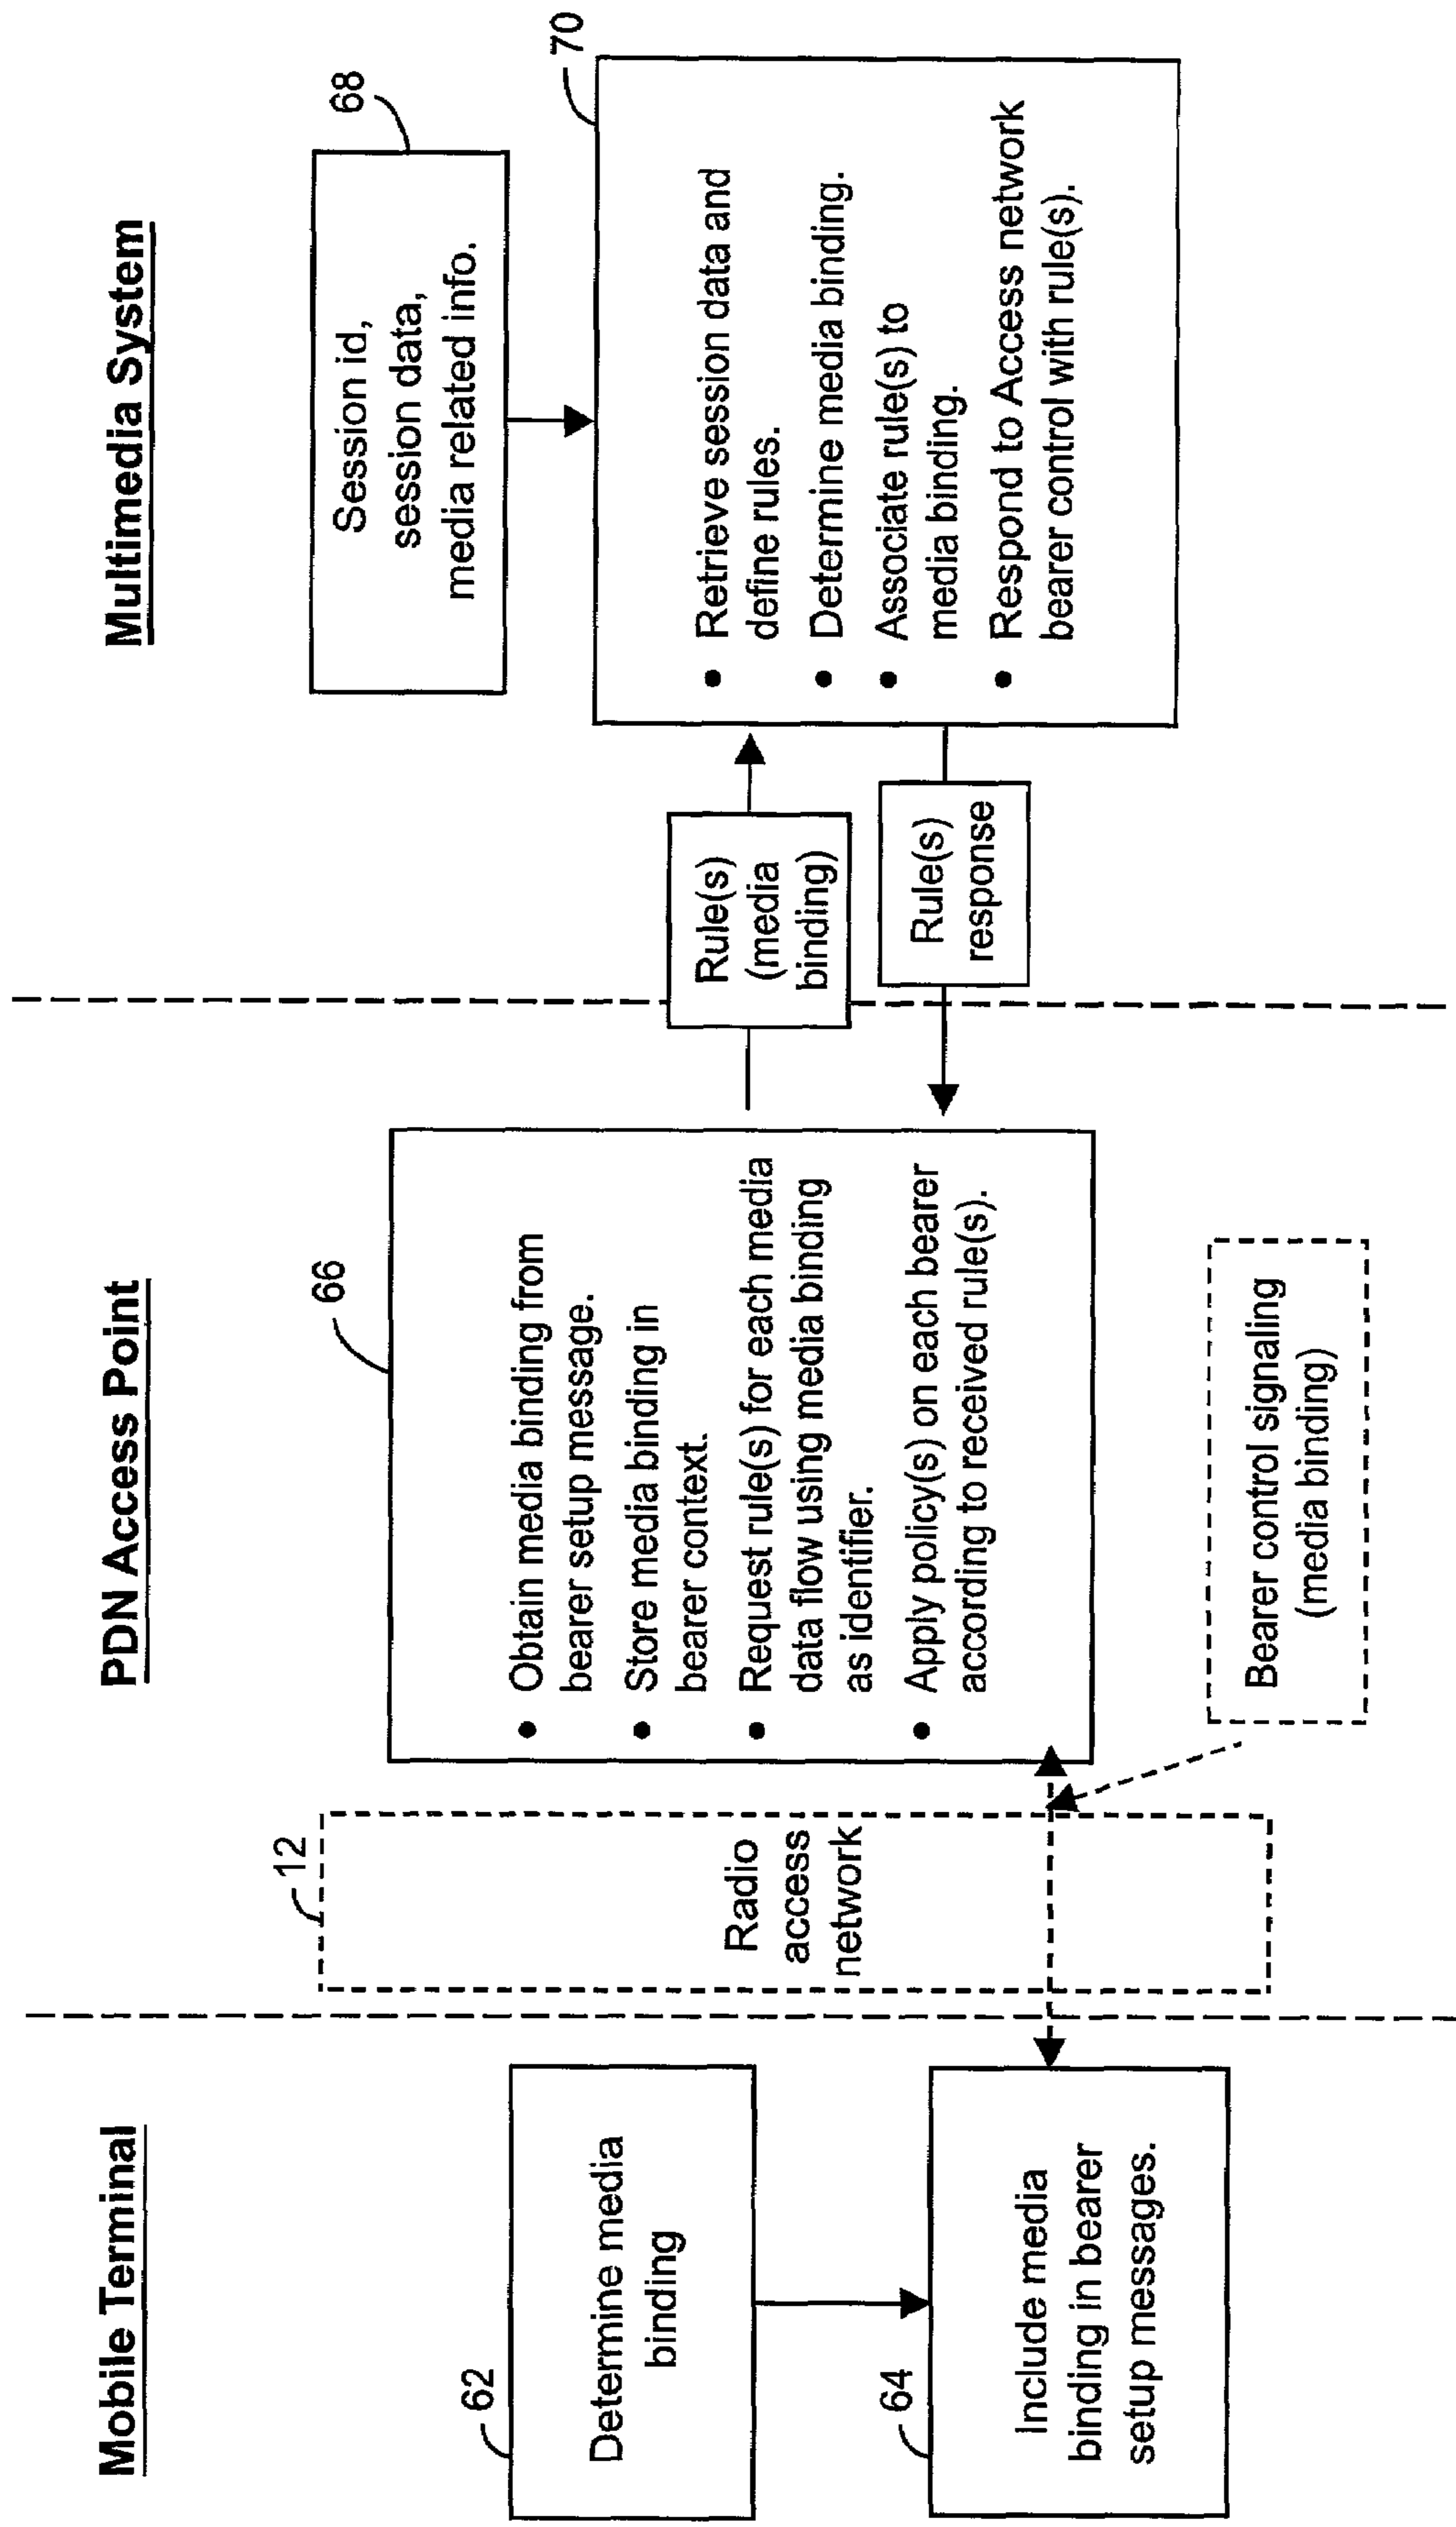 Mobile Terminal
62
Determine media
binding
64
Include media
binding in bearer
setup messages.
PDN Access Point
12
Radio
access
network
66
• Obtain media binding from
bearer setup message.
• Store media binding in
bearer context.
• Request rule(s) for each media
data flow using media binding
as identifier.
• Apply policy(s) on each bearer
according to received rule(s).
Bearer control signaling
(media binding)
Rule(s)
(media
binding)
Rule(s)
response
Multimedia System
68
Session id,
session data,
media related info.
70
• Retrieve session data and
define rules.
• Determine media binding.
• Associate rule(s) to
media binding.
• Respond to Access network
bearer control with rule(s).